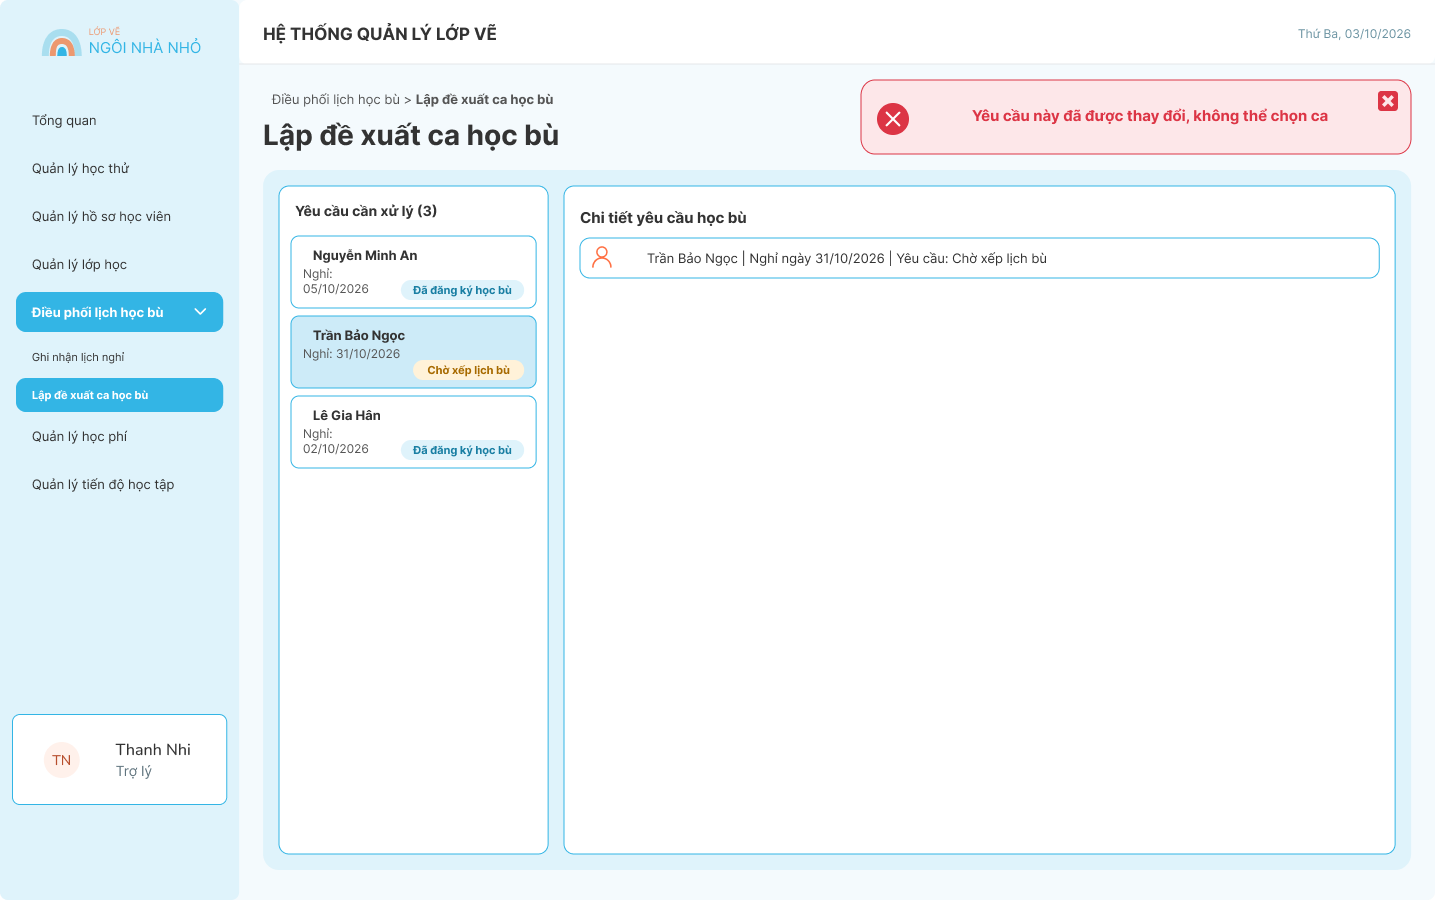 LỚP VẼ
NGÔI NHÀ NHỎ
Tổng quan
Quản lý học thử
Quản lý hồ sơ học viên
Quản lý lớp học
Điều phối lịch học bù
Ghi nhận lịch nghỉ
Lập đề xuất ca học bù
Quản lý học phí
Quản lý tiến độ học tập
TN
Thanh Nhi
Trợ lý
HỆ THỐNG QUẢN LÝ LỚP VẼ
Thứ Ba, 03/10/2026
Điều phối lịch học bù > Lập đề xuất ca học bù
Lập đề xuất ca học bù
Yêu cầu này đã được thay đổi, không thể chọn ca
Yêu cầu cần xử lý (3)
Nguyễn Minh An
Nghỉ:
05/10/2026
Đã đăng ký học bù
Trần Bảo Ngọc
Nghỉ: 31/10/2026
Chờ xếp lịch bù
Lê Gia Hân
Nghỉ:
02/10/2026
Đã đăng ký học bù
Chi tiết yêu cầu học bù
Trần Bảo Ngọc | Nghỉ ngày 31/10/2026 | Yêu cầu: Chờ xếp lịch bù